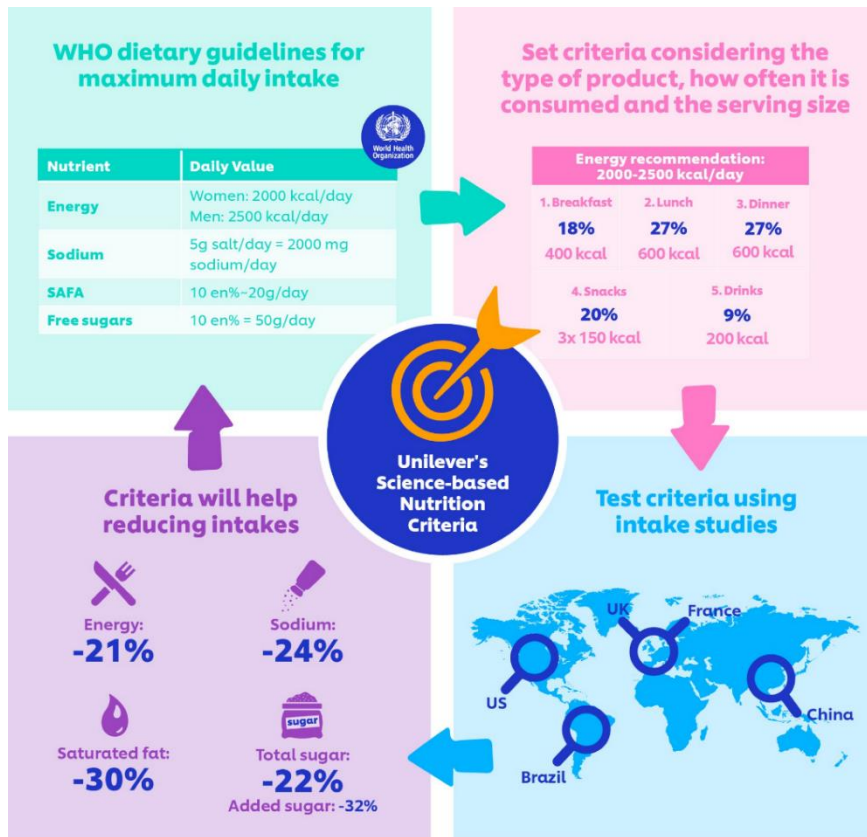 WHO dietary guidelines for
maximum daily intake
World Health
Organization
Nutrient Daily Value
Energy Women: 2000 kcal/day
Men: 2500 kcal/day
Sodium 5g salt/day = 2000 mg
sodium/day
SAFA 10 en%~20g/day
Free sugars 10 en% = 50g/day
Set criteria considering the
type of product, how often it is
consumed and the serving size
Energy recommendation:
2000-2500 kcal/day
1. Breakfast 2. Lunch 3. Dinner
18% 27% 27%
400 kcal 600 kcal 600 kcal
4. Snacks 5. Drinks
20% 9%
3x 150 kcal 200 kcal
Unilever's
Science-based
Nutrition
Criteria
Test criteria using
intake studies
UK France
US
China
Brazil
Criteria will help
reducing intakes
Energy: Sodium:
-21% -24%
sugar
Saturated fat: Total sugar:
-30% -22%
Added sugar: -32%